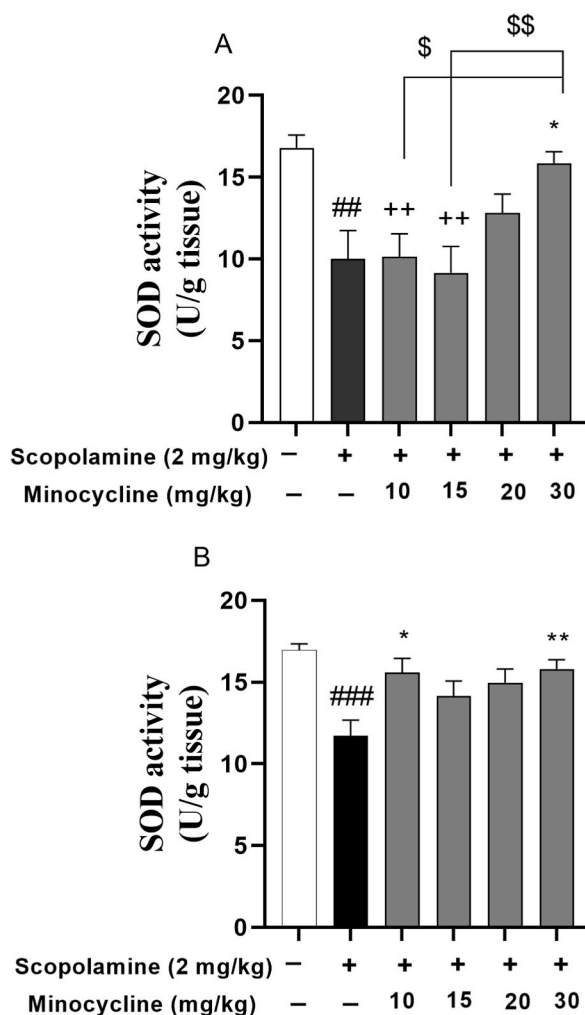 A
$$
$
*
##
++
++
20
15
10
5
0
SOD activity
(U/g tissue)
Scopolamine (2 mg/kg) – + + + + +
Minocycline (mg/kg) – – 10 15 20 30
B
*
**
###
20
15
10
5
0
SOD activity
(U/g tissue)
Scopolamine (2 mg/kg) – + + + + +
Minocycline (mg/kg) – – 10 15 20 30